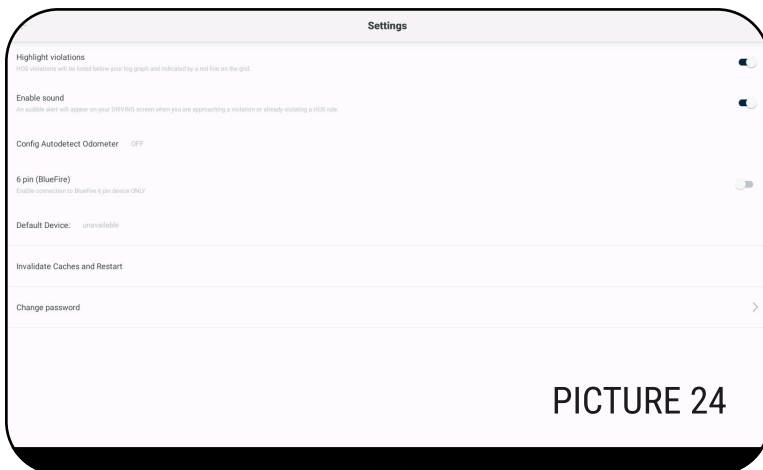 Settings
Highlight violations
HOS violations will be listed below your log graph and indicated by a red line on the grid.
Enable sound
An audible alert will appear on your DRIVING screen when you are approaching a violation or already violating a HOS rule.
Config Autodetect Odometer OFF
6 pin (BlueFire)
Enable connection to BlueFire 6 pin device ONLY
Default Device: unavailable
Invalidate Caches and Restart
Change password
PICTURE 24